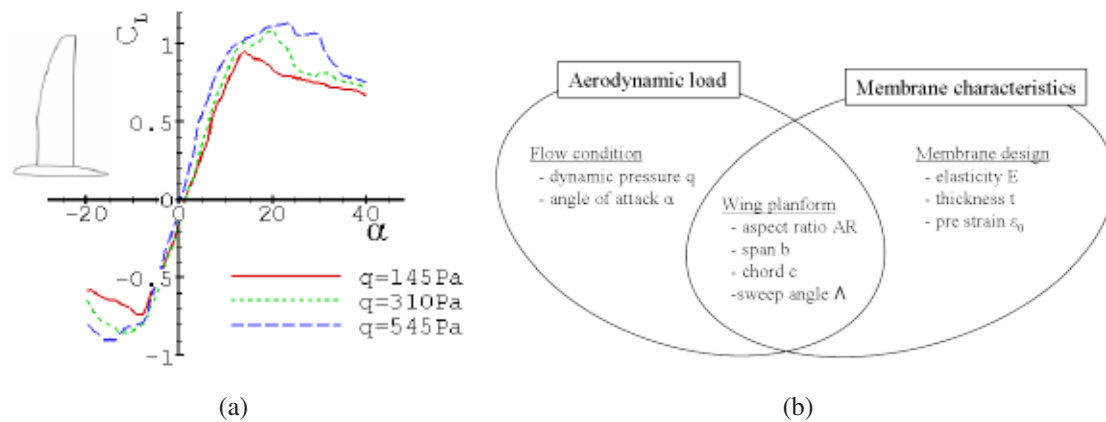 C_L
1
0.5
0
-20
0
20
40
α
-0.5
-1
q=145Pa
q=310Pa
q=545Pa
(a)
Aerodynamic load
Membrane characteristics
Flow condition
- dynamic pressure q
- angle of attack α
Wing planform
- aspect ratio AR
- span b
- chord c
-sweep angle Λ
Membrane design
- elasticity E
- thickness t
- pre strain ε₀
(b)